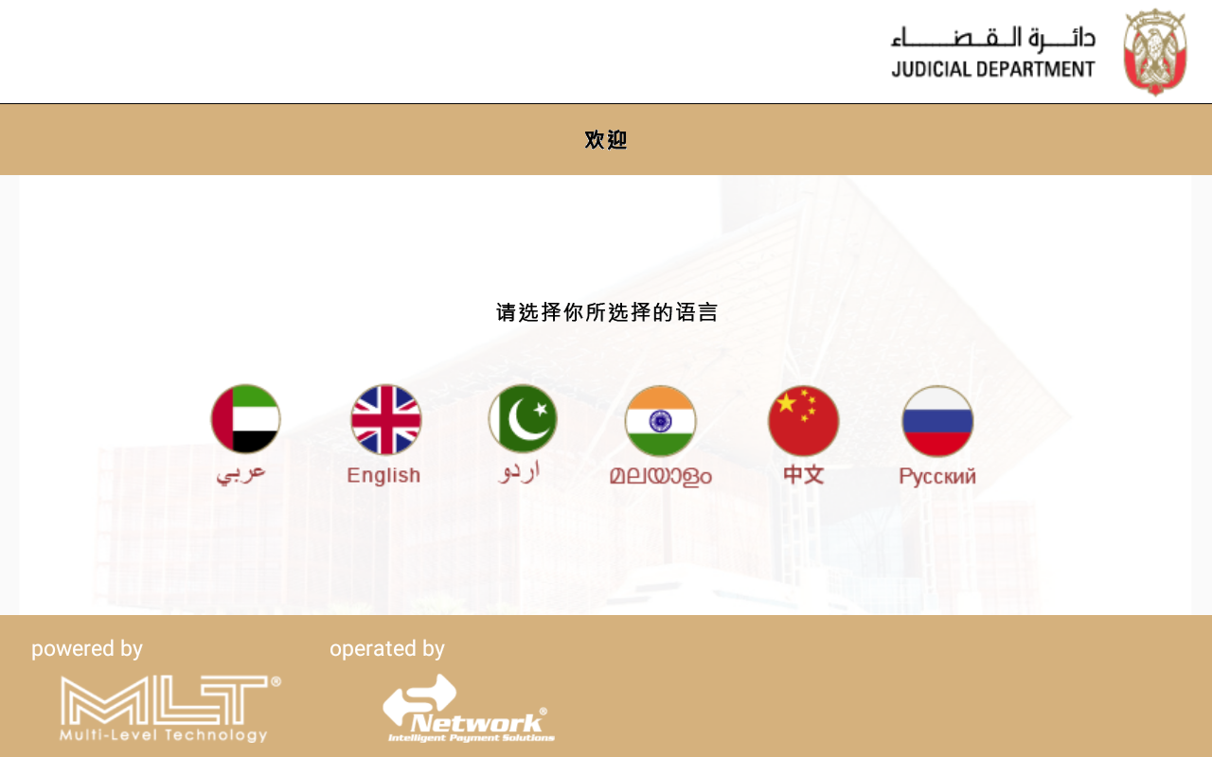 دائـــرة الـقـضـــاء
JUDICIAL DEPARTMENT
欢迎
请选择你所选择的语言
عربي
English
اردو
മലയാളം
中文
Русский
powered by
operated by
MLT®
Multi-Level Technology
Network®
Intelligent Payment Solutions